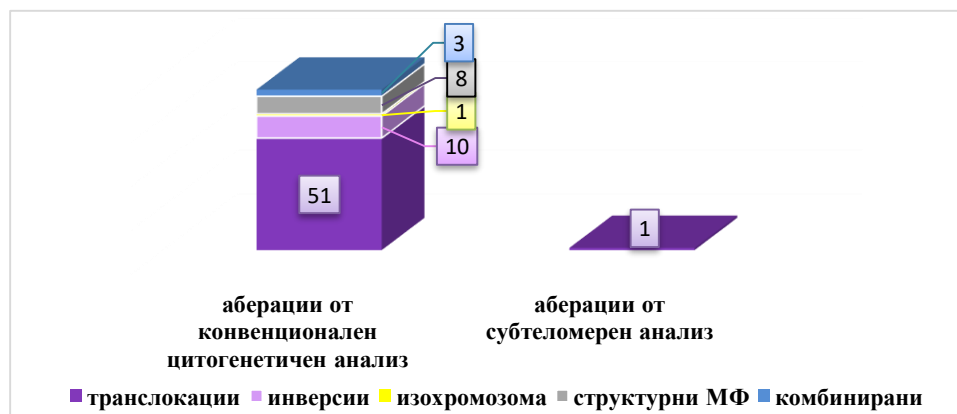 3
8
1
10
51
1
аберации от
конвенционален
цитогенетичен анализ
аберации от
субтеломерен анализ
транслокации инверсии изохромозома структурни МФ комбинирани